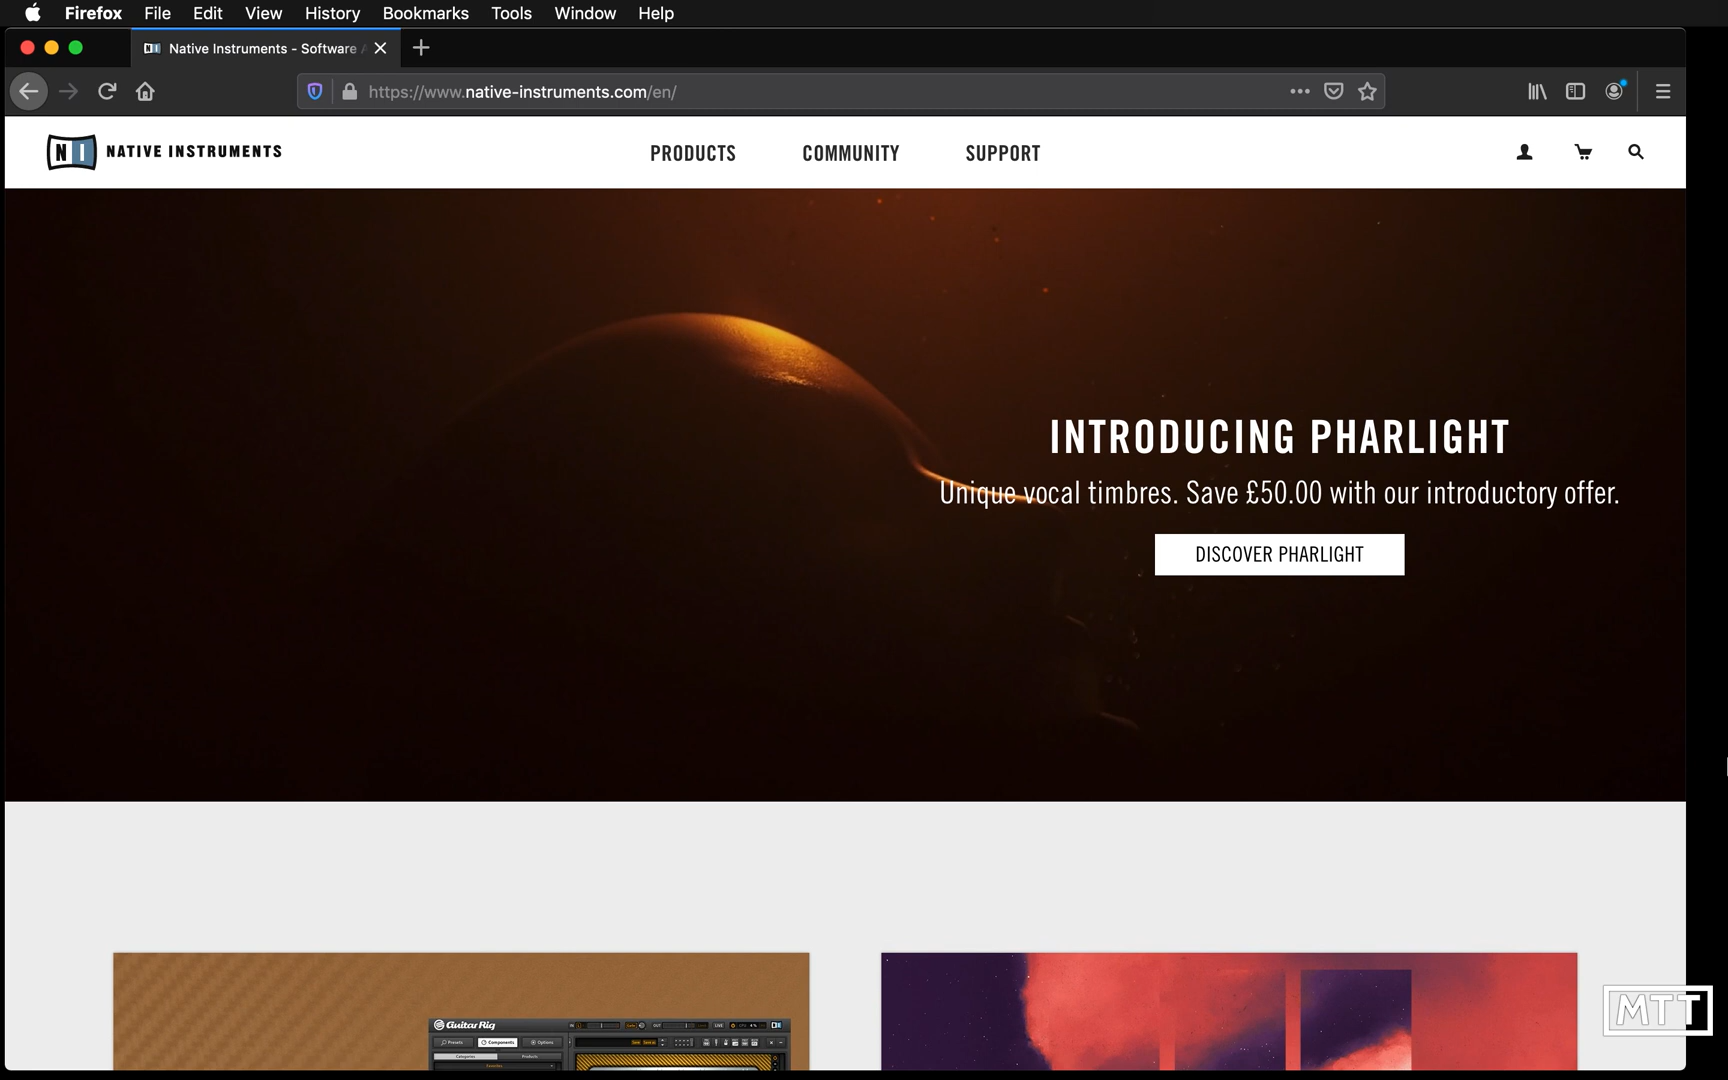 Firefox File Edit View History Bookmarks Tools Window Help
NI Native Instruments - Software
https://www.native-instruments.com/en/
NI NATIVE INSTRUMENTS PRODUCTS COMMUNITY SUPPORT
INTRODUCING PHARLIGHT
Unique vocal timbres. Save £50.00 with our introductory offer.
DISCOVER PHARLIGHT
Guitar Rig
Presets Components Options
Categories Products
Favorites
MTT